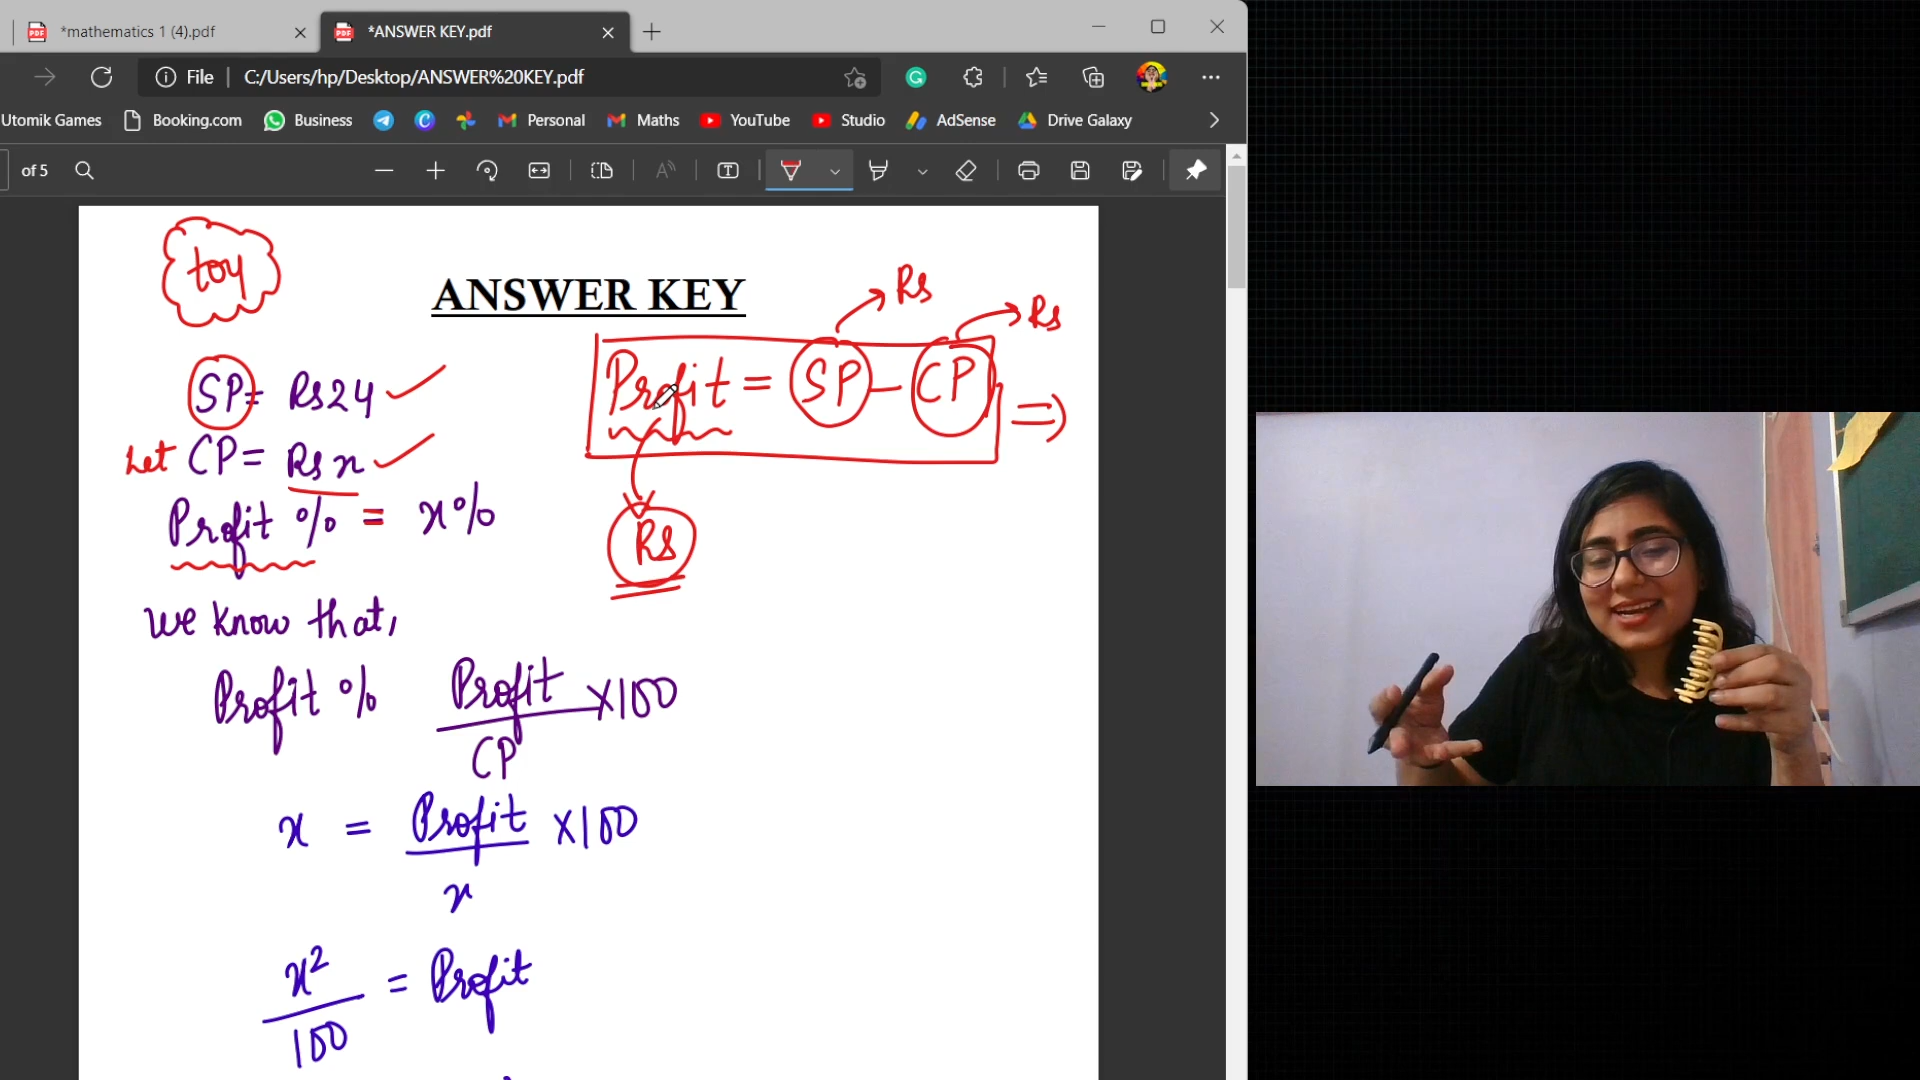 *mathematics 1 (4).pdf
*ANSWER KEY.pdf
File
C:/Users/hp/Desktop/ANSWER%20KEY.pdf
Utomik Games
Booking.com
Business
Personal
Maths
YouTube
Studio
AdSense
Drive Galaxy
of 5
toy
ANSWER KEY
Rs
Rs
Profit = SP - CP =>
Rs
SP = Rs 24 ✓
Let CP = Rs x ✓
Profit % = x%
We know that,
Profit % Profit/CP ×100
x = Profit/x ×100
x²/100 = Profit